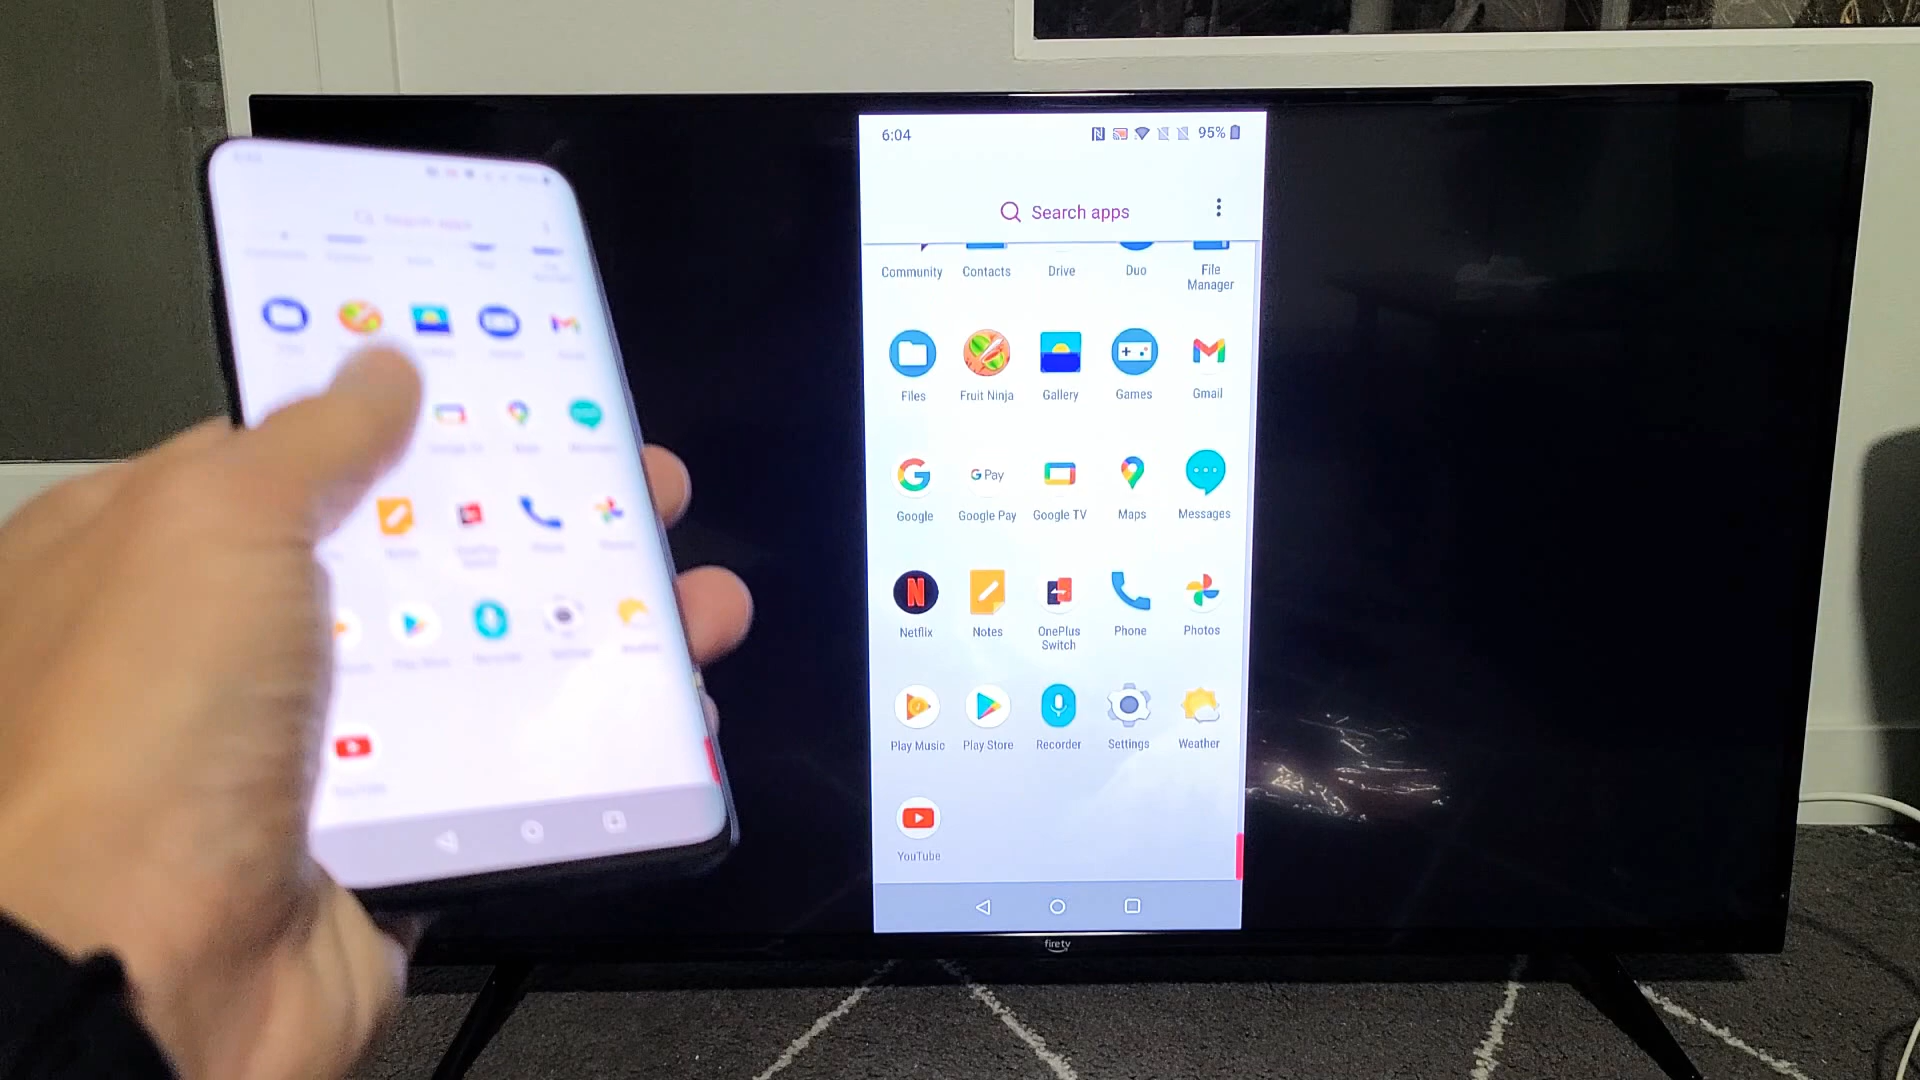 6:04 95%
Search apps
Community Contacts Drive Duo File Manager
Files Fruit Ninja Gallery Games Gmail
G Pay
Google Google Pay Google TV Maps Messages
Netflix Notes OnePlus Switch Phone Photos
Play Music Play Store Recorder Settings Weather
YouTube
firetv